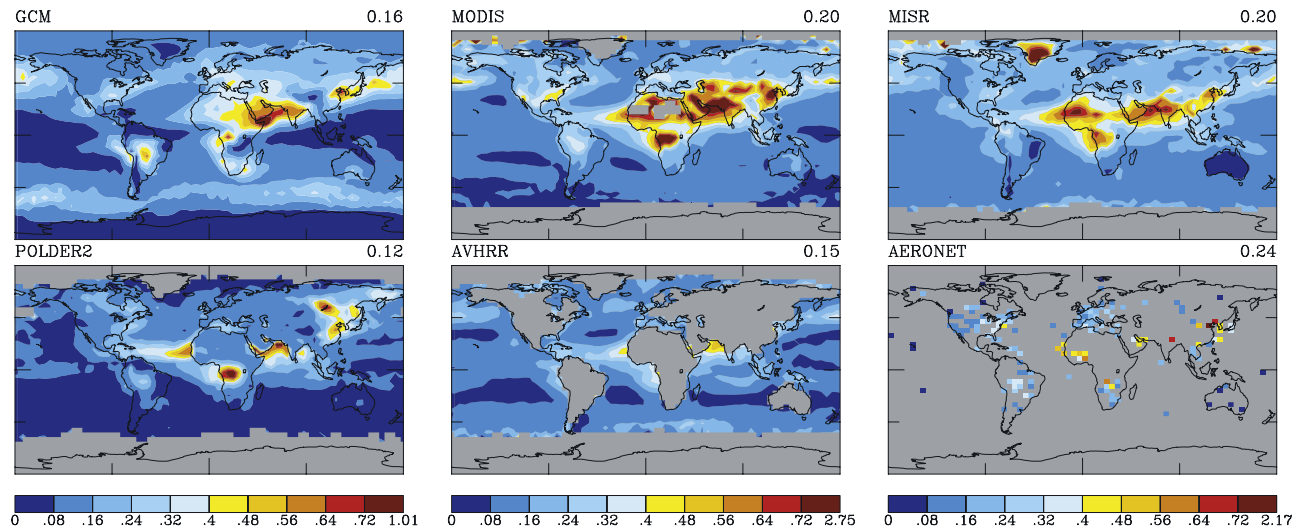 GCM 0.16 MODIS 0.20 MISR 0.20
POLDER2 0.12 AVHRR 0.15 AERONET 0.24
0 .08 .16 .24 .32 .4 .48 .56 .64 .72 1.01 0 .08 .16 .24 .32 .4 .48 .56 .64 .72 2.75 0 .08 .16 .24 .32 .4 .48 .56 .64 .72 .17